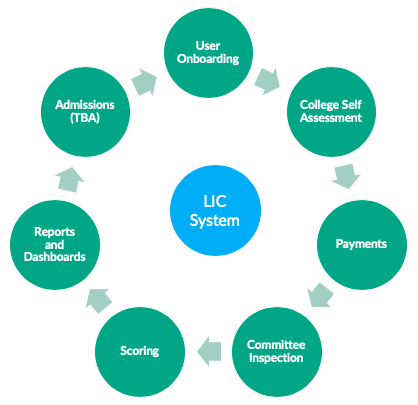 User
Onboarding
College Self
Assessment
Payments
Committee
Inspection
Scoring
Reports
and
Dashboards
Admissions
(TBA)
LIC
System